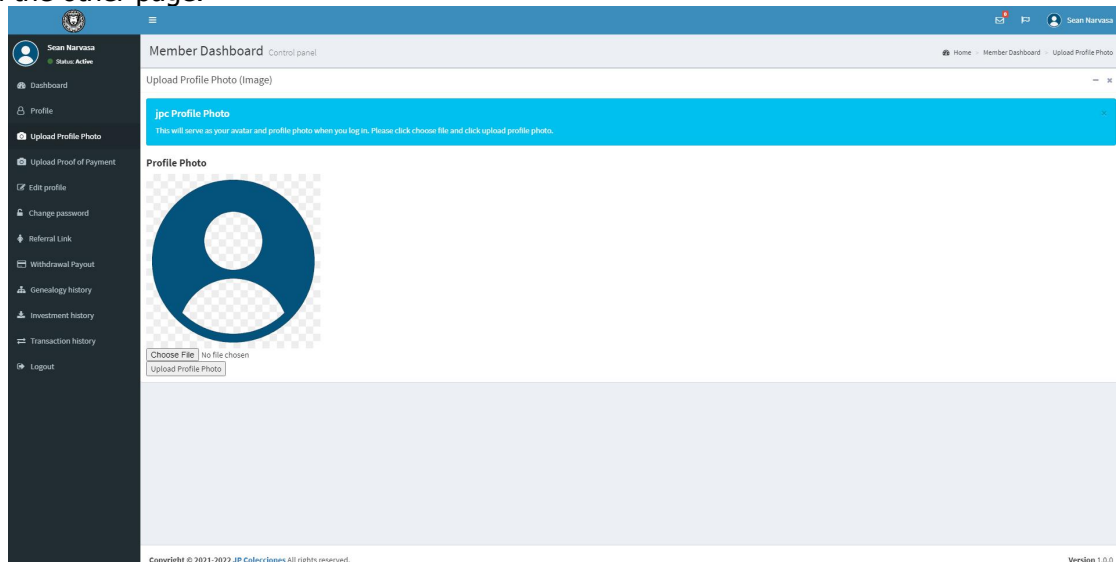 the other page.
Sean Narvasa
Sean Narvasa
Status: Active
Member Dashboard Control panel
Home > Member Dashboard > Upload Profile Photo
Dashboard
Profile
Upload Profile Photo
Upload Proof of Payment
Edit profile
Change password
Referral Link
Withdrawal Payout
Genealogy history
Investment history
Transaction history
Logout
Upload Profile Photo (Image)
jpc Profile Photo
This will serve as your avatar and profile photo when you log in. Please click choose file and click upload profile photo.
Profile Photo
Choose File No file chosen
Upload Profile Photo
Copyright © 2021-2022 JP Colecciones All rights reserved.
Version 1.0.0